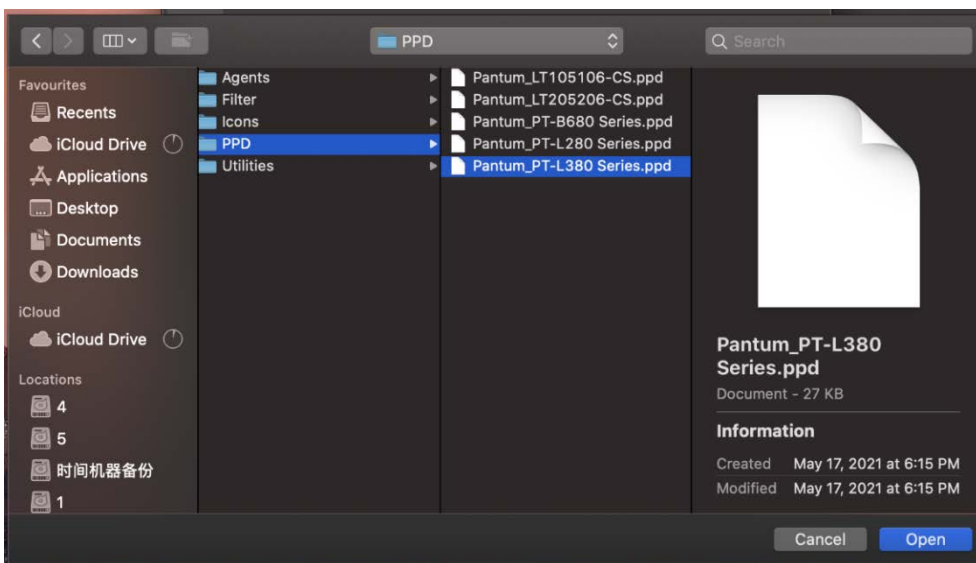 PPD
Search
Favourites
Recents
iCloud Drive
Applications
Desktop
Documents
Downloads
iCloud
iCloud Drive
Locations
4
5
时间机器备份
1
Agents
Filter
Icons
PPD
Utilities
Pantum_LT105106-CS.ppd
Pantum_LT205206-CS.ppd
Pantum_PT-B680 Series.ppd
Pantum_PT-L280 Series.ppd
Pantum_PT-L380 Series.ppd
Pantum_PT-L380
Series.ppd
Document - 27 KB
Information
Created May 17, 2021 at 6:15 PM
Modified May 17, 2021 at 6:15 PM
Cancel
Open